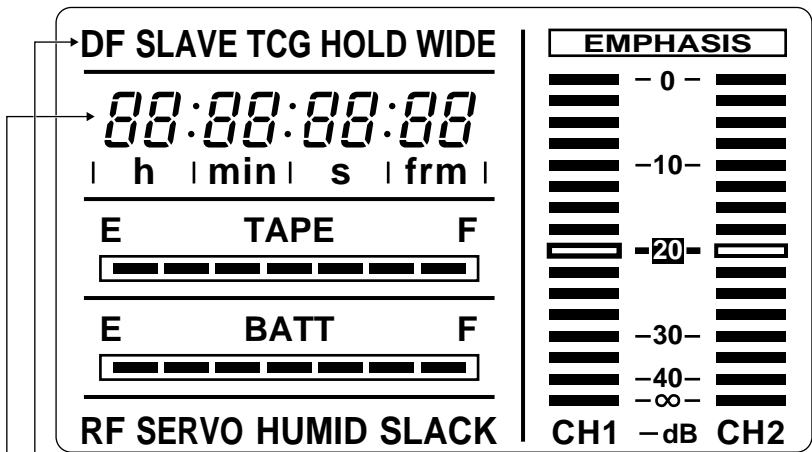 DF SLAVE TCG HOLD WIDE
88:88:88:88
h min s frm
E TAPE F
E BATT F
RF SERVO HUMID SLACK
EMPHASIS
– 0 –
–10–
–20–
–30–
–40–
–∞–
CH1 –dB CH2